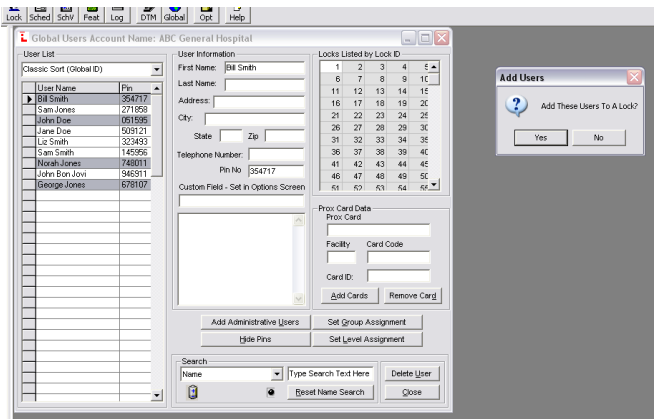 Lock Sched SchV Feat Log DTM Global Opt Help
Global Users Account Name: ABC General Hospital
User List
Classic Sort (Global ID)
User Name Pin
Bill Smith 354717
Sam Jones 271858
John Doe 051595
Jane Doe 509121
Liz Smith 323493
Sam Smith 145956
Norah Jones 748011
John Bon Jovi 946911
George Jones 678107
User Information
First Name: Bill Smith
Last Name:
Address:
City:
State Zip
Telephone Number:
Pin No 354717
Custom Field - Set in Options Screen
Locks Listed by Lock ID
1 2 3 4 5
6 7 8 9 10
11 12 13 14 15
16 17 18 19 20
21 22 23 24 25
26 27 28 29 30
31 32 33 34 35
36 37 38 39 40
41 42 43 44 45
46 47 48 49 50
51 52 53 54 55
Prox Card Data
Prox Card
Facility Card Code
Card ID:
Add Cards Remove Card
Add Administrative Users Set Group Assignment
Hide Pins Set Level Assignment
Search
Name Type Search Text Here Delete User
Reset Name Search Close
Add Users
Add These Users To A Lock?
Yes No